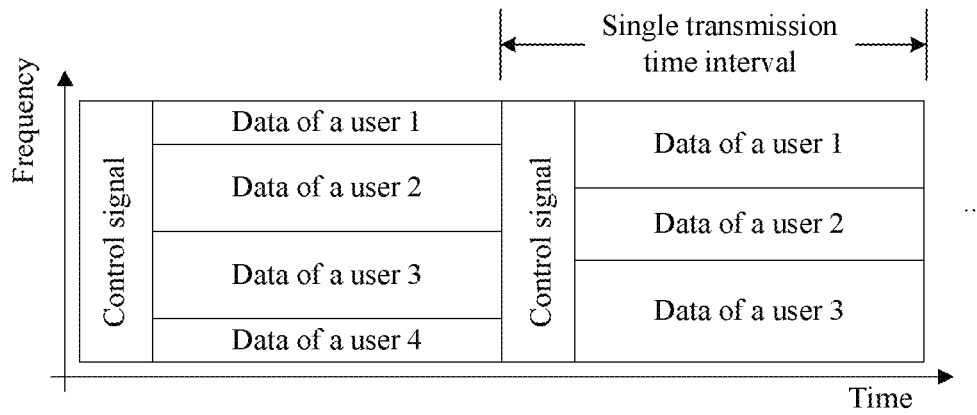 Single transmission
time interval
Frequency
Control signal
Data of a user 1
Data of a user 2
Data of a user 3
Data of a user 4
Control signal
Data of a user 1
Data of a user 2
Data of a user 3
..
Time